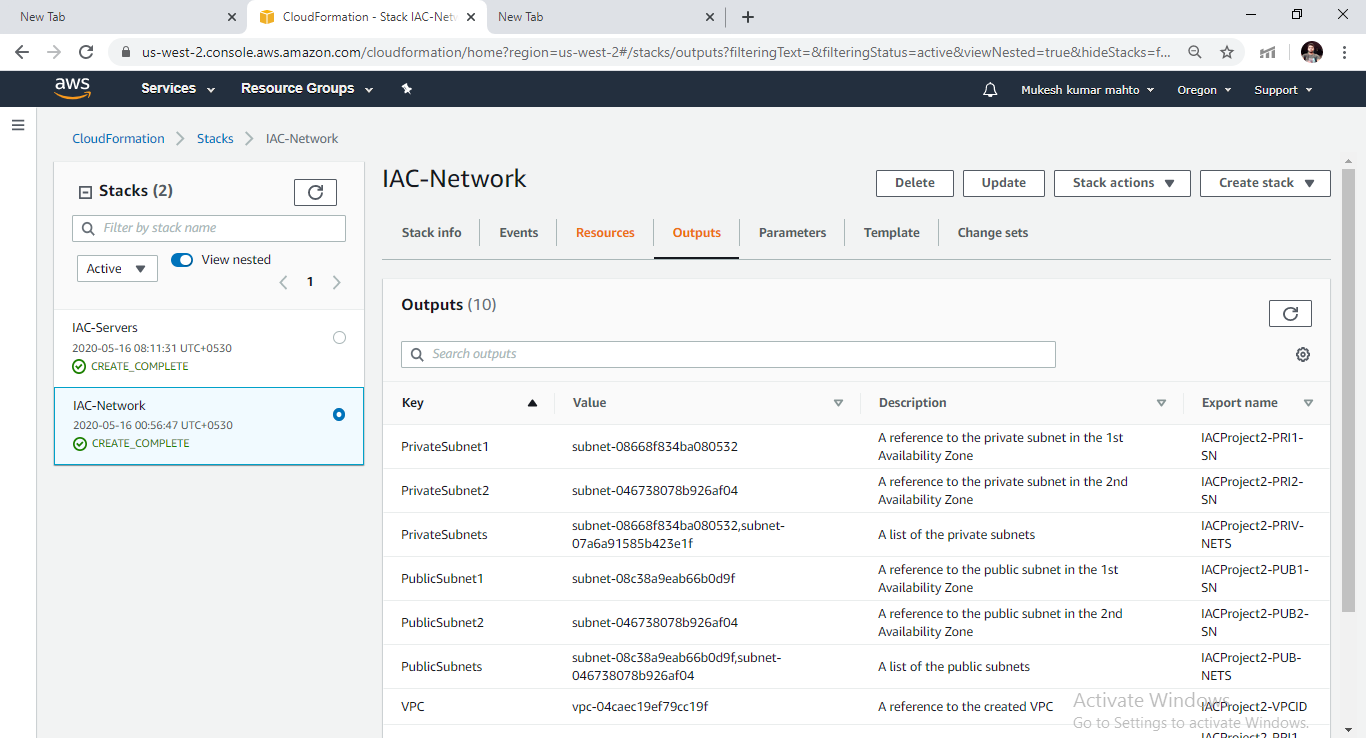 New Tab
CloudFormation - Stack IAC-Netw
New Tab
us-west-2.console.aws.amazon.com/cloudformation/home?region=us-west-2#/stacks/outputs?filteringText=&filteringStatus=active&viewNested=true&hideStacks=f...
aws
Services
Resource Groups
Mukesh kumar mahto
Oregon
Support
CloudFormation
Stacks
IAC-Network
Stacks (2)
Filter by stack name
Active
View nested
1
IAC-Servers
2020-05-16 08:11:31 UTC+0530
CREATE_COMPLETE
IAC-Network
2020-05-16 00:56:47 UTC+0530
CREATE_COMPLETE
IAC-Network
Delete
Update
Stack actions
Create stack
Stack info
Events
Resources
Outputs
Parameters
Template
Change sets
Outputs (10)
Search outputs
Key
Value
Description
Export name
PrivateSubnet1
subnet-08668f834ba080532
A reference to the private subnet in the 1st
Availability Zone
IACProject2-PRI1-
SN
PrivateSubnet2
subnet-046738078b926af04
A reference to the private subnet in the 2nd
Availability Zone
IACProject2-PRI2-
SN
PrivateSubnets
subnet-08668f834ba080532,subnet-
07a6a91585b423e1f
A list of the private subnets
IACProject2-PRIV-
NETS
PublicSubnet1
subnet-08c38a9eab66b0d9f
A reference to the public subnet in the 1st
Availability Zone
IACProject2-PUB1-
SN
PublicSubnet2
subnet-046738078b926af04
A reference to the public subnet in the 2nd
Availability Zone
IACProject2-PUB2-
SN
PublicSubnets
subnet-08c38a9eab66b0d9f,subnet-
046738078b926af04
A list of the public subnets
IACProject2-PUB-
NETS
VPC
vpc-04caec19ef79cc19f
A reference to the created VPC
IACProject2-VPCID
IACProject2-PRI1
Activate Windows
Go to Settings to activate Windows.